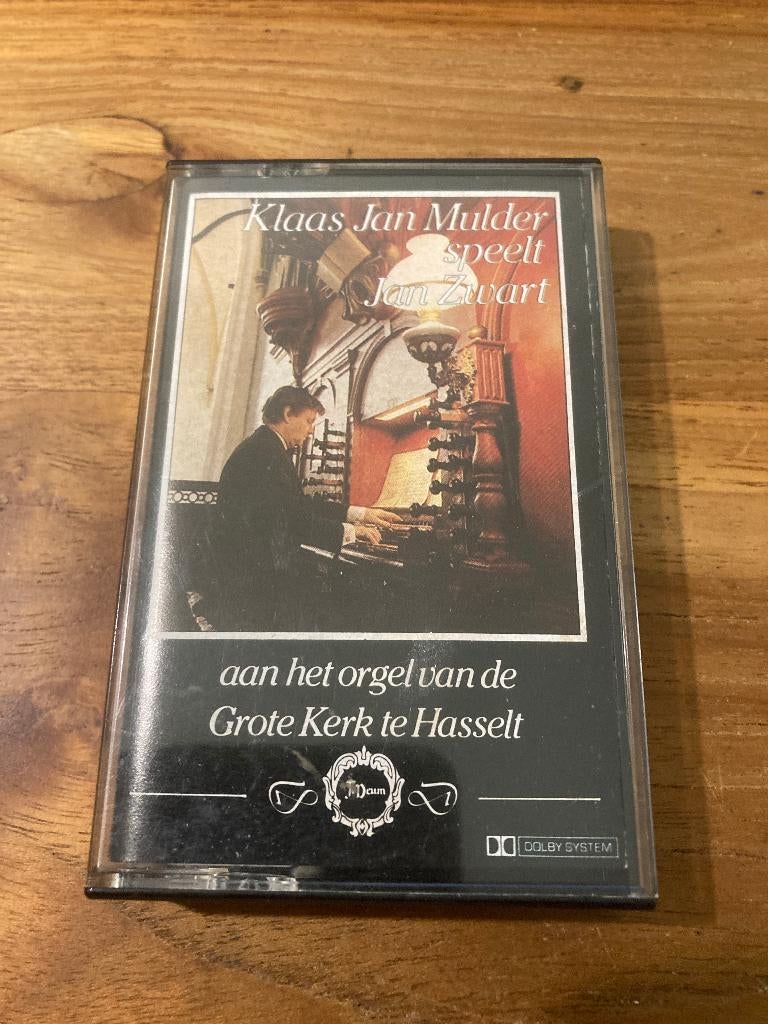 Klaas Jan Mulder
speelt
Jan Zwart
aan het orgel van de
Grote Kerk te Hasselt
DOLBY SYSTEM